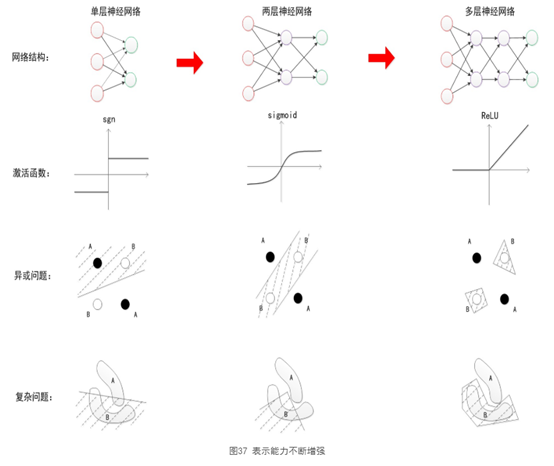 单层神经网络 两层神经网络 多层神经网络
网络结构:
sgn sigmoid ReLU
激活函数:
A B A B B
异或问题:
B A B A B A
A A A
复杂问题:
B B B
图37 表示能力不断增强